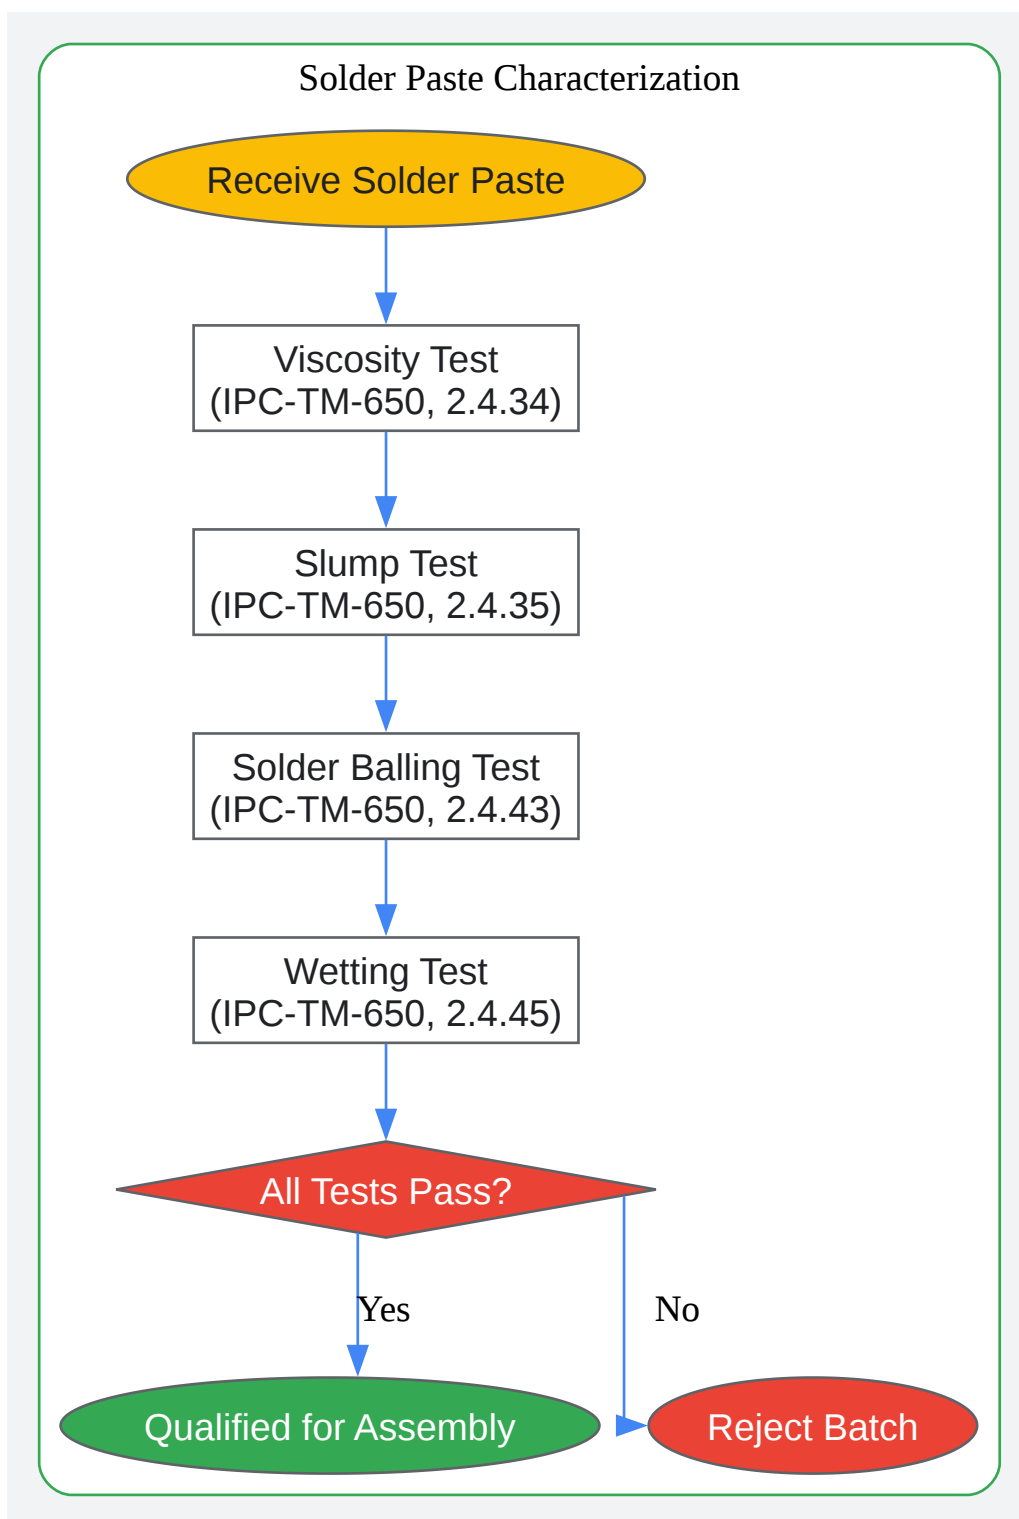 Solder Paste Characterization
Receive Solder Paste
Viscosity Test
(IPC-TM-650, 2.4.34)
Slump Test
(IPC-TM-650, 2.4.35)
Solder Balling Test
(IPC-TM-650, 2.4.43)
Wetting Test
(IPC-TM-650, 2.4.45)
All Tests Pass?
Yes
No
Qualified for Assembly
Reject Batch